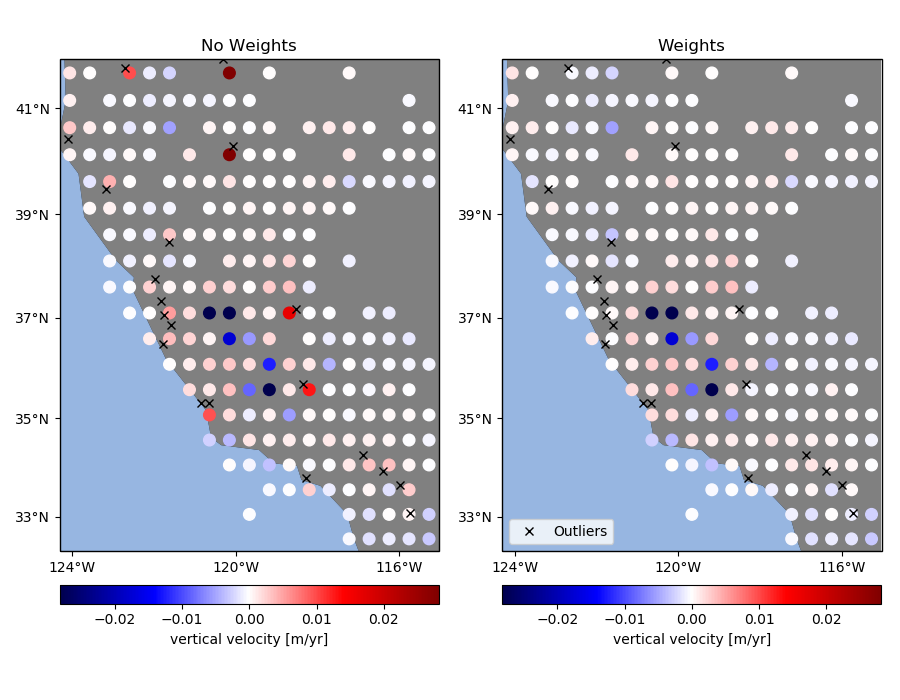 No Weights
Weights
41°N
39°N
37°N
35°N
33°N
124°W
120°W
116°W
41°N
39°N
37°N
35°N
33°N
Outliers
124°W
120°W
116°W
−0.02
−0.01
0.00
0.01
0.02
vertical velocity [m/yr]
−0.02
−0.01
0.00
0.01
0.02
vertical velocity [m/yr]